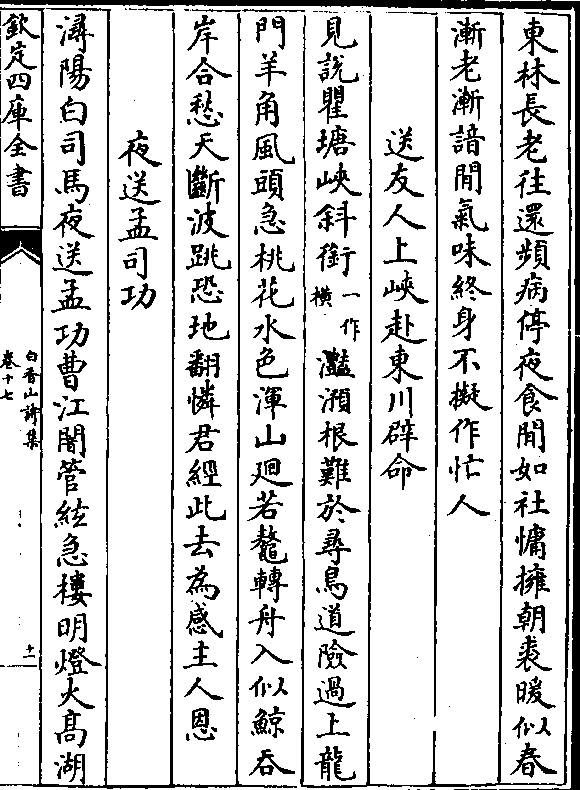 東林長老往還頻病停夜食閒如社慵擁朝裘暖似春
漸老漸諳閒氣味終身不擬作忙人
送友人上峽赴東川辟命
見說瞿塘峽斜銜一作橫灩澦根難於尋鳥道險過上龍
門羊角風頭急桃花水色渾山廻若鼇轉舟入似鯨吞
岸合愁天斷波跳恐地翻憐君經此去為感主人恩
夜送孟司功
潯陽白司馬夜送孟功曹江闇管絃急樓明燈火高湖
欽定四庫全書
白香山詩集
卷十七
十一